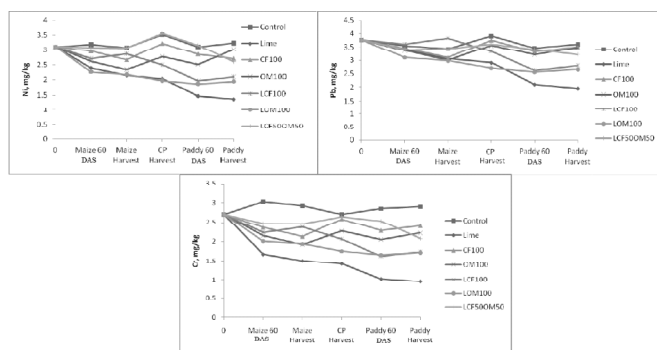 Ni, mg/kg
4
3.5
3
2.5
2
1.5
1
0.5
0
0
Maize 60 DAS
Maize Harvest
CP Harvest
Paddy 60 DAS
Paddy Harvest
Control
Lime
CF100
OM100
LCF100
LOM100
LCF50OM50
Pb, mg/kg
4.5
4
3.5
3
2.5
2
1.5
1
0.5
0
0
Maize 60 DAS
Maize Harvest
CP Harvest
Paddy 60 DAS
Paddy Harvest
Control
Lime
CF100
OM100
LCF100
LOM100
LCF50OM50
Cr, mg/kg
3.5
3
2.5
2
1.5
1
0.5
0
0
Maize 60 DAS
Maize Harvest
CP Harvest
Paddy 60 DAS
Paddy Harvest
Control
Lime
CF100
OM100
LCF100
LOM100
LCF50OM50